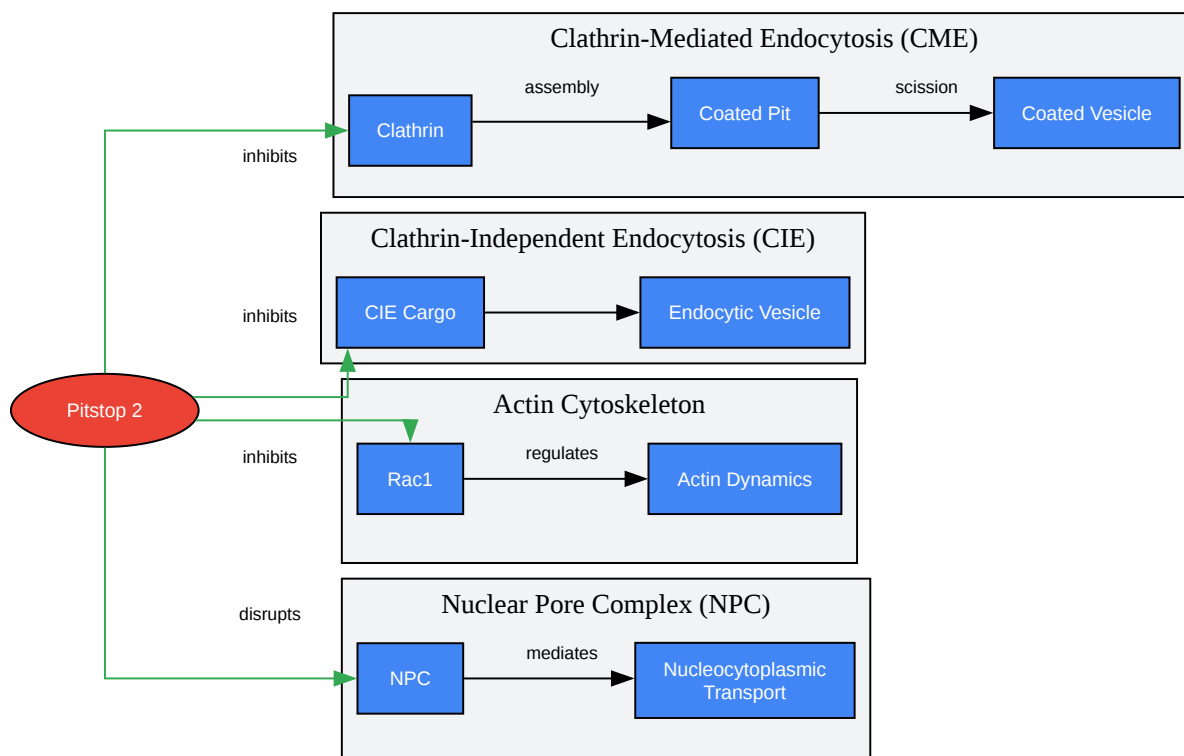 Clathrin-Mediated Endocytosis (CME)
assembly
scission
Clathrin
Coated Pit
Coated Vesicle
inhibits
Clathrin-Independent Endocytosis (CIE)
inhibits
CIE Cargo
Endocytic Vesicle
Pitstop 2
Actin Cytoskeleton
inhibits
regulates
Rac1
Actin Dynamics
Nuclear Pore Complex (NPC)
disrupts
mediates
NPC
Nucleocytoplasmic
Transport